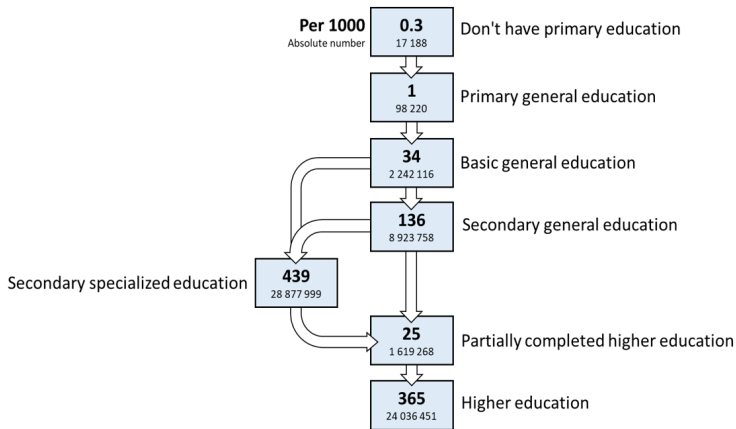 Per 1000
Absolute number
0.3
17 188
Don't have primary education
1
98 220
Primary general education
34
2 242 116
Basic general education
136
8 923 758
Secondary general education
Secondary specialized education
439
28 877 999
25
1 619 268
Partially completed higher education
365
24 036 451
Higher education